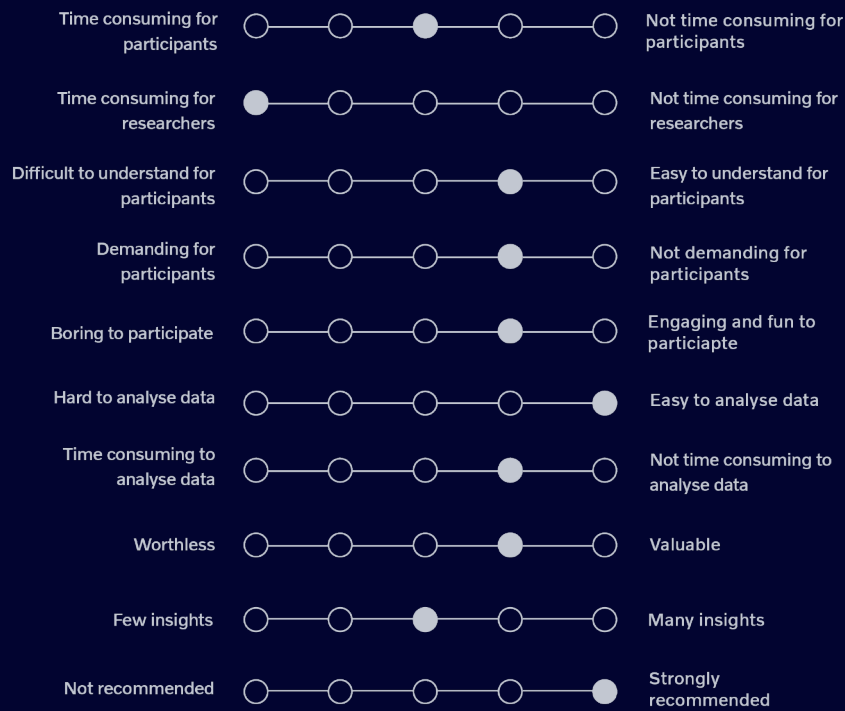 Time consuming for
participants
Not time consuming for
participants
Time consuming for
researchers
Not time consuming for
researchers
Difficult to understand for
participants
Easy to understand for
participants
Demanding for
participants
Not demanding for
participants
Boring to participate
Engaging and fun to
particiapte
Hard to analyse data
Easy to analyse data
Time consuming to
analyse data
Not time consuming to
analyse data
Worthless
Valuable
Few insights
Many insights
Not recommended
Strongly
recommended